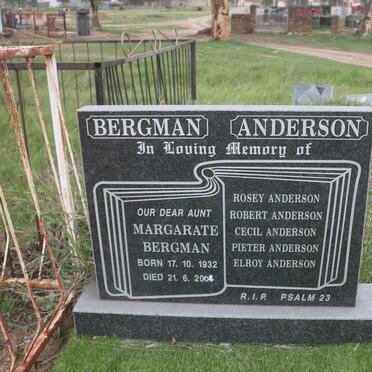 BERGMAN ANDERSON
In Loving Memory of
OUR DEAR AUNT
MARGARATE
BERGMAN
BORN 17. 10. 1932
DIED 21. 6. 2004
ROSEY ANDERSON
ROBERT ANDERSON
CECIL ANDERSON
PIETER ANDERSON
ELROY ANDERSON
R.I.P. PSALM 23